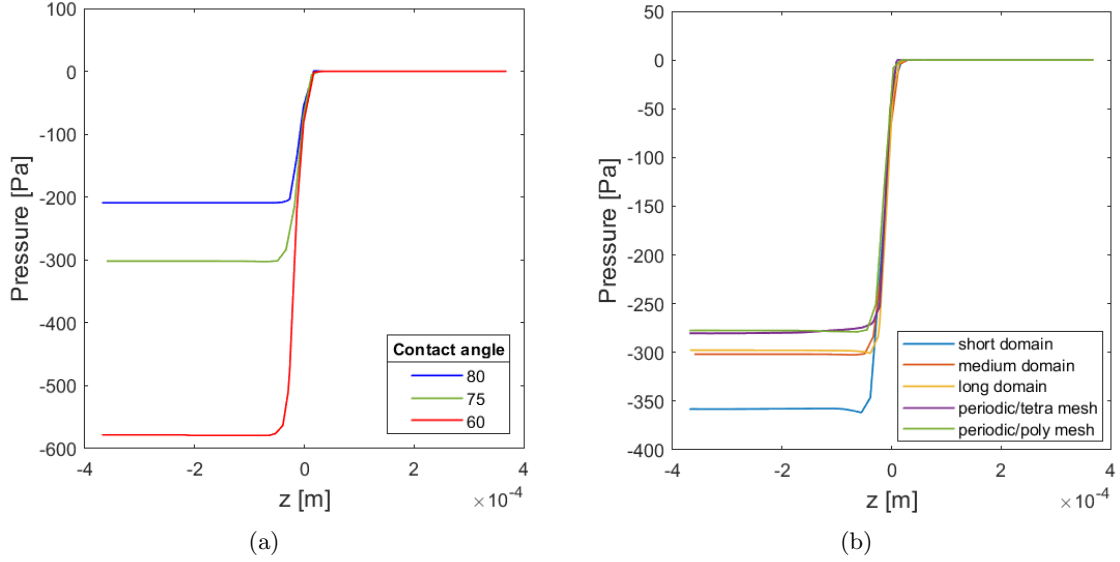 100
0
-100
-200
-300
-400
-500
-600
Pressure [Pa]
-4
-2
0
2
4
×10⁻⁴
z [m]
Contact angle
80
75
60
(a)
50
0
-50
-100
-150
-200
-250
-300
-350
-400
Pressure [Pa]
-4
-2
0
2
4
×10⁻⁴
z [m]
short domain
medium domain
long domain
periodic/tetra mesh
periodic/poly mesh
(b)